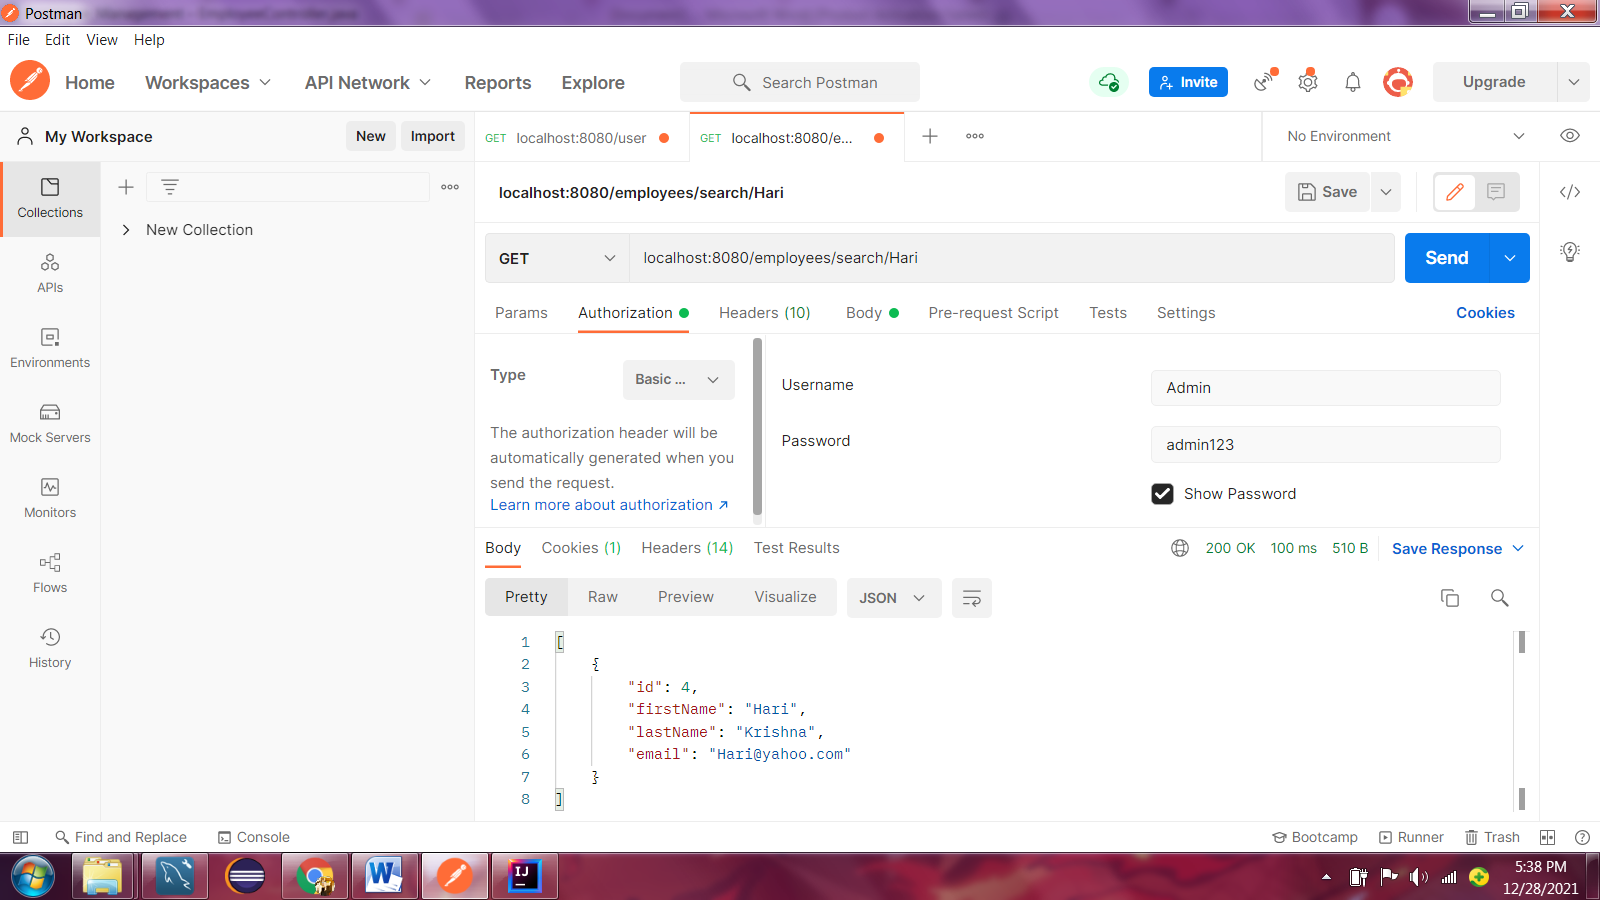 Postman
Management – EmployeeController.java
File Edit View Help
Home Workspaces API Network Reports Explore Search Postman Invite Upgrade
My Workspace New Import GET localhost:8080/user GET localhost:8080/e... No Environment
Collections
APIs
Environments
Mock Servers
Monitors
Flows
History
New Collection
localhost:8080/employees/search/Hari Save
GET localhost:8080/employees/search/Hari Send
Params Authorization Headers (10) Body Pre-request Script Tests Settings Cookies
Type Basic ...
The authorization header will be
automatically generated when you
send the request.
Learn more about authorization ↗
Username Admin
Password admin123
Show Password
Body Cookies (1) Headers (14) Test Results 200 OK 100 ms 510 B Save Response
Pretty Raw Preview Visualize JSON
1 [
2 {
3 "id": 4,
4 "firstName": "Hari",
5 "lastName": "Krishna",
6 "email": "Hari@yahoo.com"
7 }
8 ]
Find and Replace Console Bootcamp Runner Trash
IJ
5:38 PM
12/28/2021